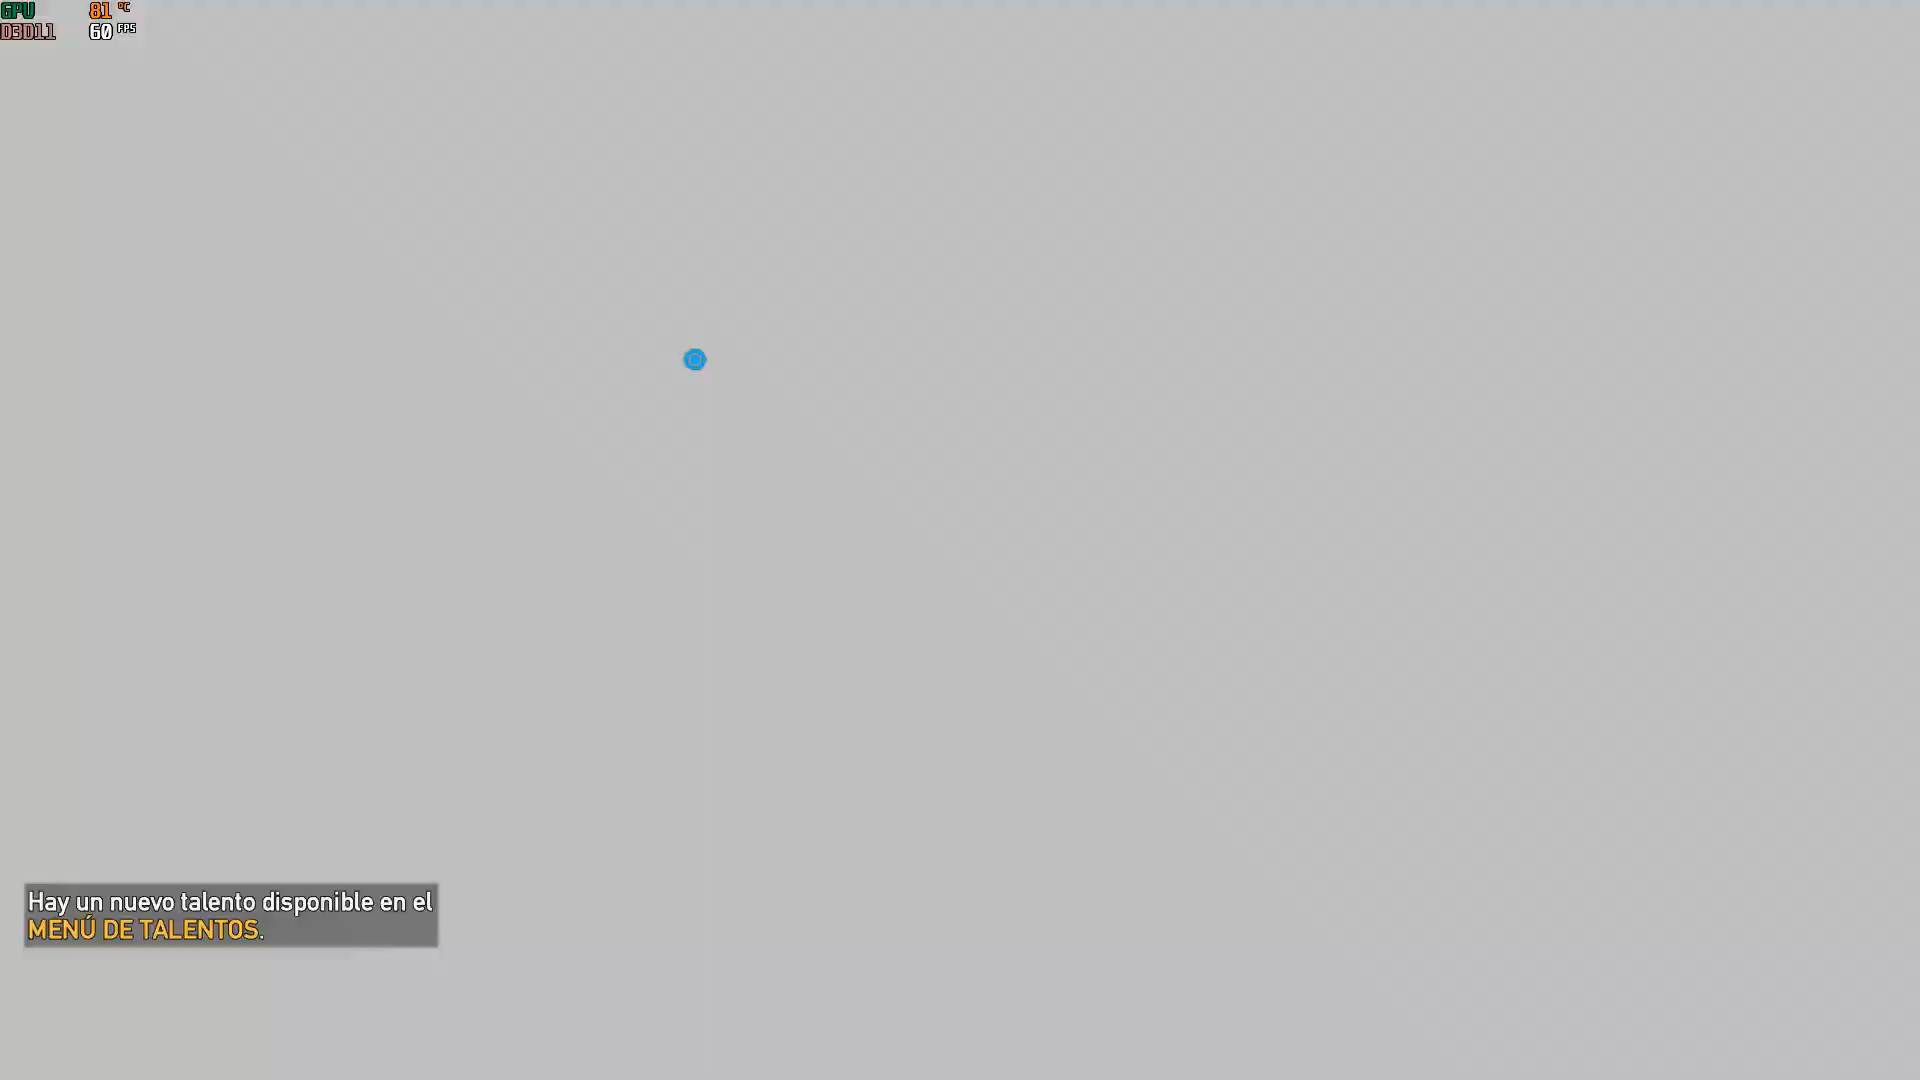 GPU 81 °C
D3D11 60 FPS
Hay un nuevo talento disponible en el
MENÚ DE TALENTOS.